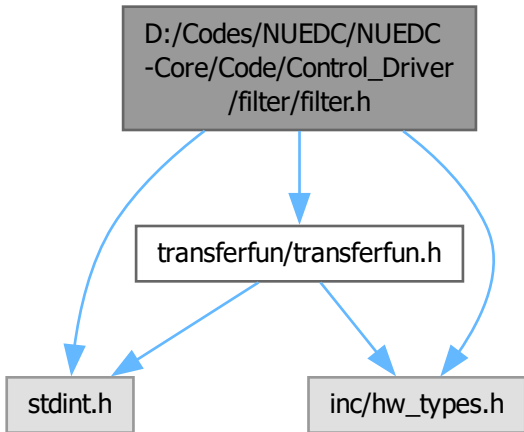 D:/Codes/NUEDC/NUEDC
-Core/Code/Control_Driver
/filter/filter.h
transferfun/transferfun.h
stdint.h
inc/hw_types.h